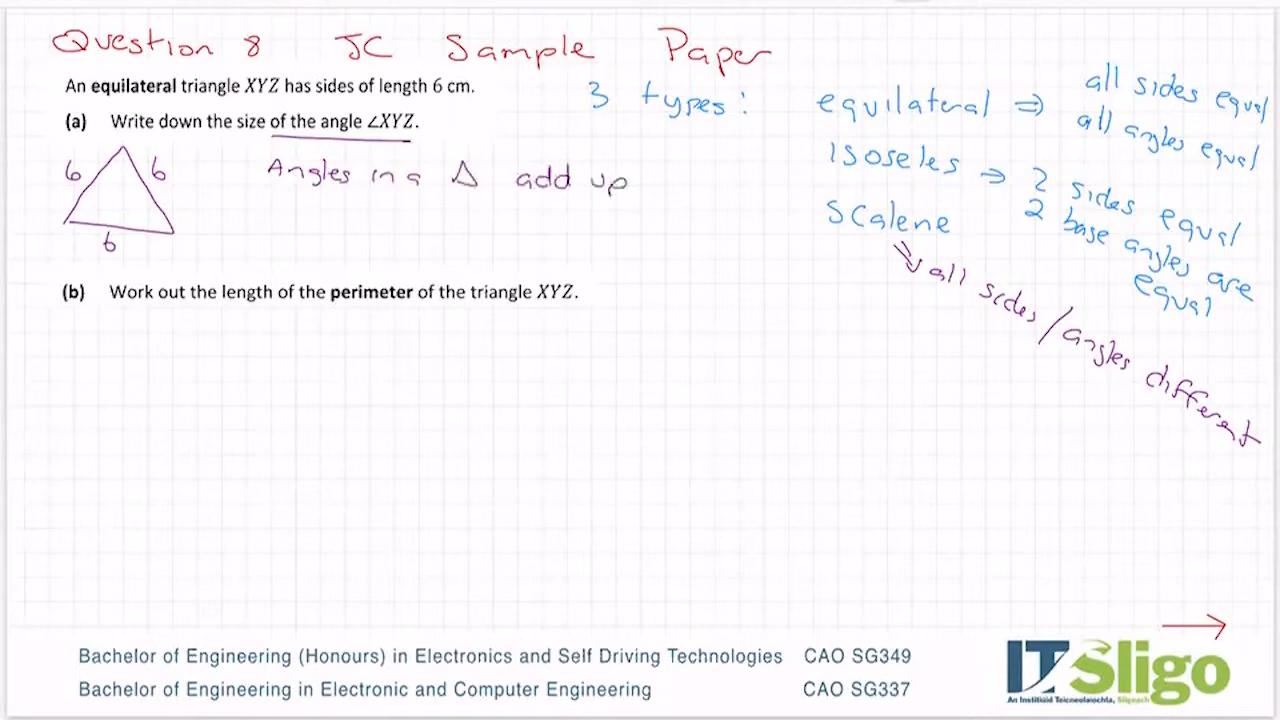 Question 8 JC Sample Paper
An equilateral triangle XYZ has sides of length 6 cm.
(a) Write down the size of the angle ∠XYZ.
6 6
6
Angles in a △ add up
(b) Work out the length of the perimeter of the triangle XYZ.
3 types: equilateral ⇒ all sides equal
all angles equal
Isoseles ⇒ 2 sides equal
2 base angles are
equal
Scalene
⇒ all sides/angles different
Bachelor of Engineering (Honours) in Electronics and Self Driving Technologies CAO SG349
Bachelor of Engineering in Electronic and Computer Engineering CAO SG337
IT Sligo
An Institiúid Teicneolaíochta, Sligeach